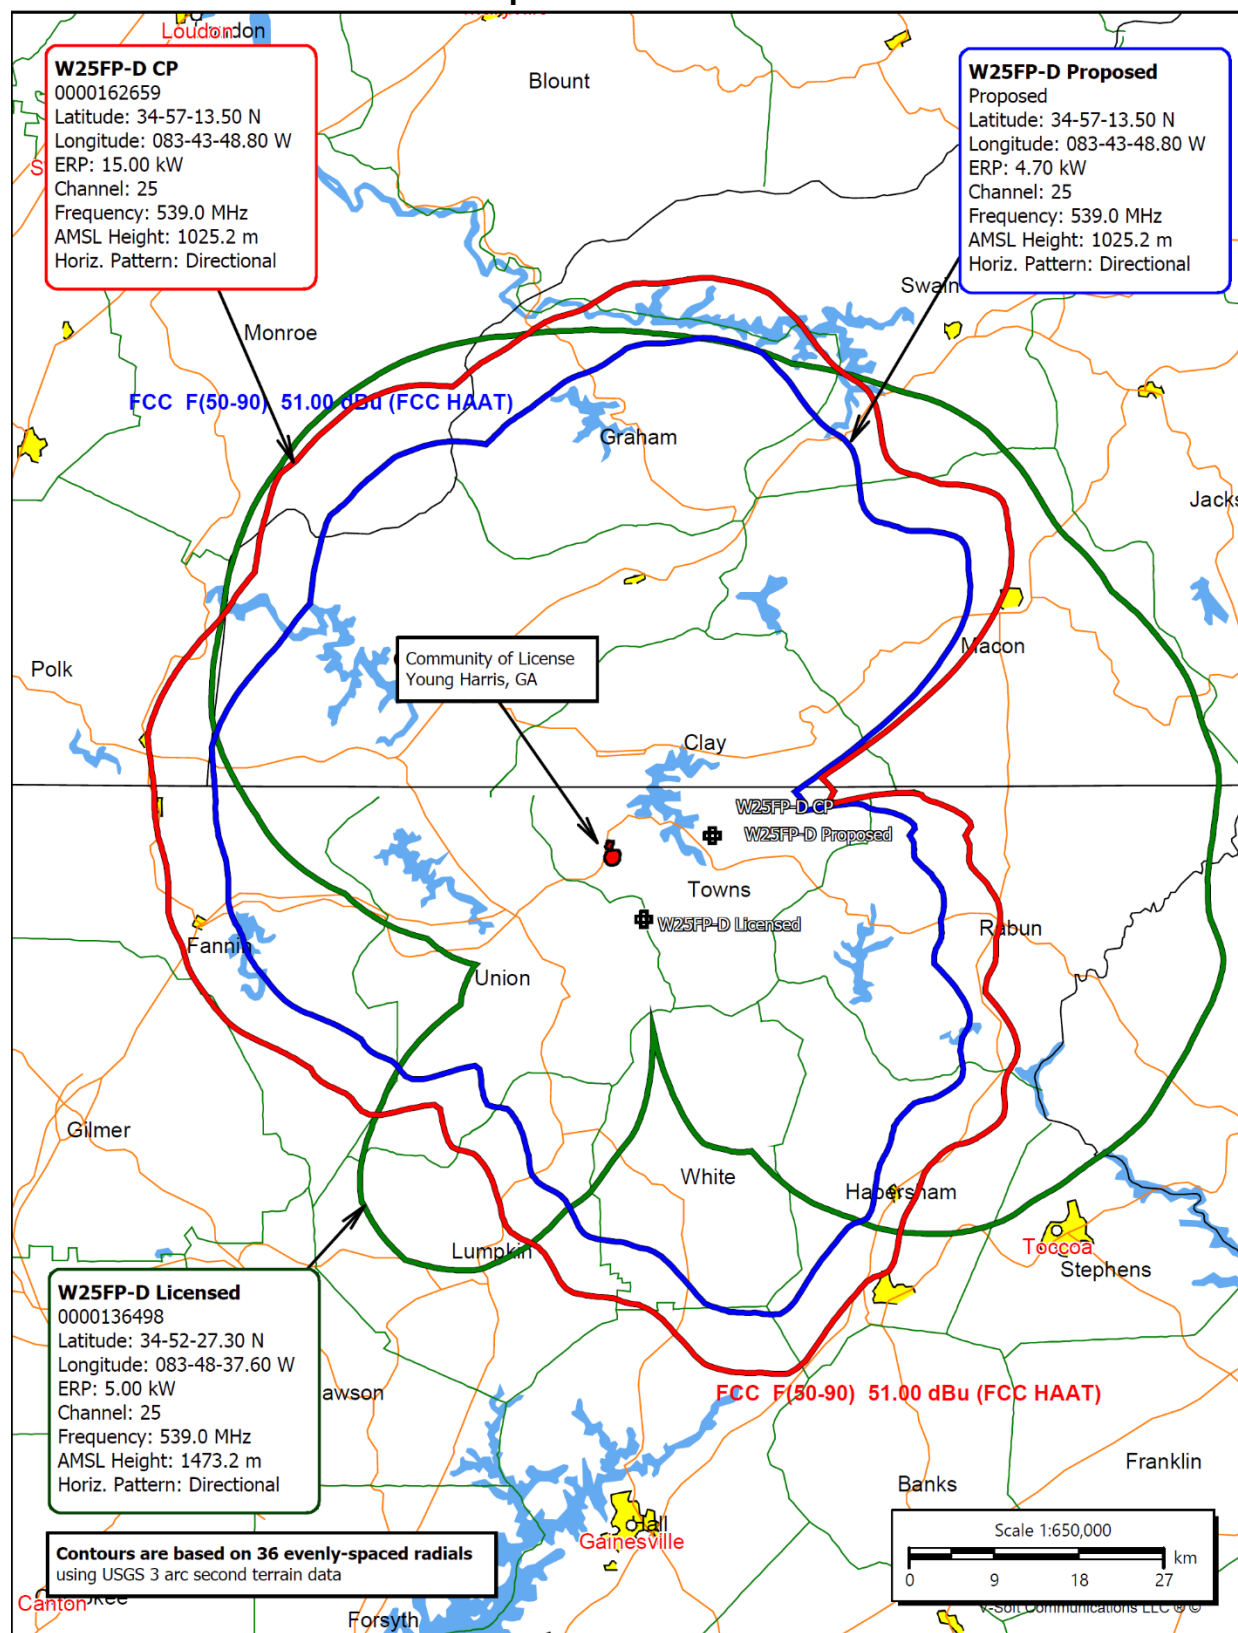 Loudon
Blount
W25FP-D CP
0000162659
Latitude: 34-57-13.50 N
Longitude: 083-43-48.80 W
ERP: 15.00 kW
Channel: 25
Frequency: 539.0 MHz
AMSL Height: 1025.2 m
Horiz. Pattern: Directional
W25FP-D Proposed
Proposed
Latitude: 34-57-13.50 N
Longitude: 083-43-48.80 W
ERP: 4.70 kW
Channel: 25
Frequency: 539.0 MHz
AMSL Height: 1025.2 m
Horiz. Pattern: Directional
Swain
Monroe
FCC F(50-90) 51.00 dBu (FCC HAAT)
Graham
Jacks
Macon
Polk
Community of License
Young Harris, GA
Clay
W25FP-D CP
W25FP-D Proposed
Towns
W25FP-D Licensed
Rabun
Fannin
Union
Gilmer
White
Habersham
Lumpkin
Toccoa
Stephens
W25FP-D Licensed
0000136498
Latitude: 34-52-27.30 N
Longitude: 083-48-37.60 W
ERP: 5.00 kW
Channel: 25
Frequency: 539.0 MHz
AMSL Height: 1473.2 m
Horiz. Pattern: Directional
awson
FCC F(50-90) 51.00 dBu (FCC HAAT)
Franklin
Banks
Hall
Gainesville
Scale 1:650,000
km
0 9 18 27
V-Soft Communications LLC ® ©
Contours are based on 36 evenly-spaced radials
using USGS 3 arc second terrain data
Canton
kee
Forsyth